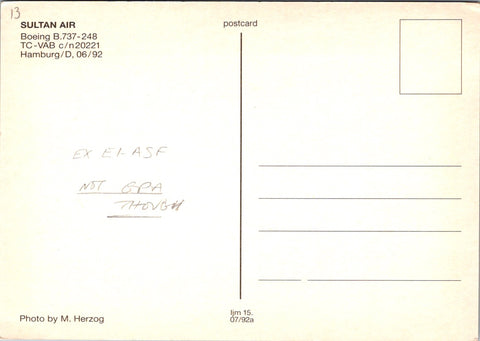 13
SULTAN AIR
Boeing B.737-248
TC-VAB c/n20221
Hamburg/D, 06/92
postcard
EX EI-ASF
NOT GPA
THOUGH
Photo by M. Herzog
ljm 15.
07/92a